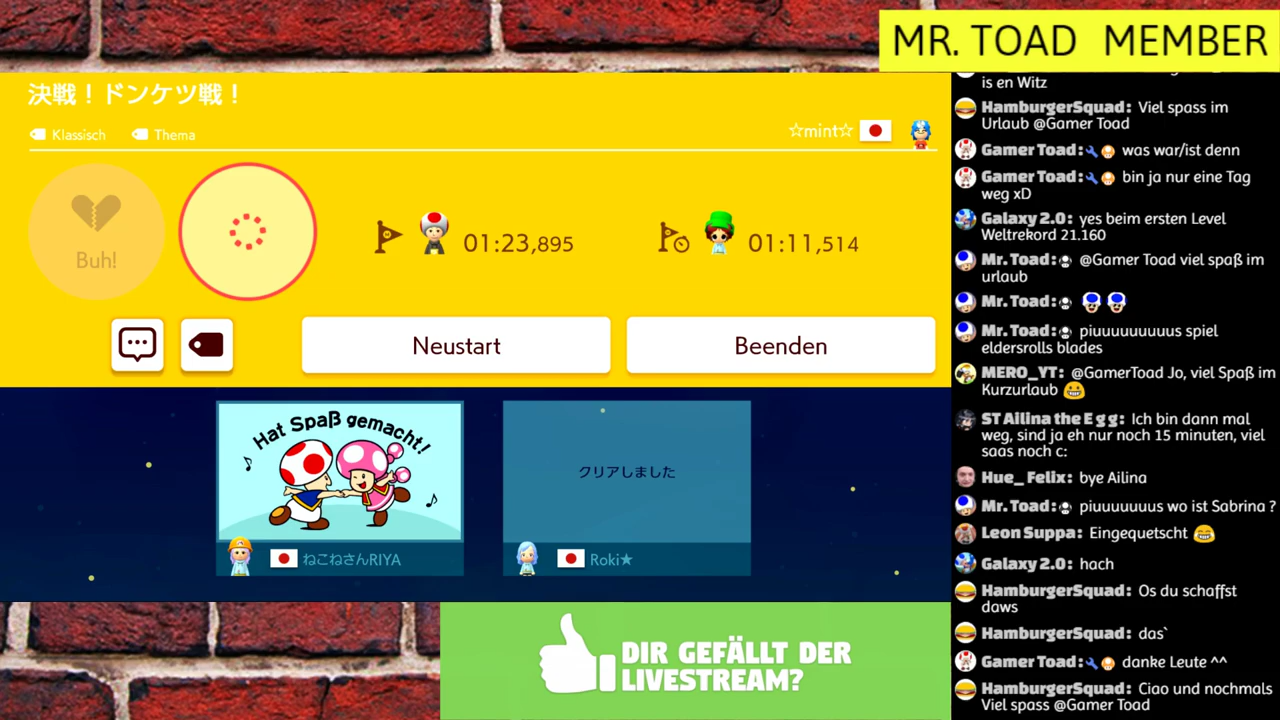 MR. TOAD MEMBER
決戦！ドンケツ戦！
Klassisch
Thema
☆mint☆
Buh!
01:23,895
01:11,514
Neustart
Beenden
Hat Spaß gemacht!
ねこねさんRIYA
クリアしました
Roki★
DIR GEFÄLLT DER
LIVESTREAM?
is en Witz
HamburgerSquad: Viel spass im
Urlaub @Gamer Toad
Gamer Toad: was war/ist denn
Gamer Toad: bin ja nur eine Tag
weg xD
Galaxy 2.0: yes beim ersten Level
Weltrekord 21.160
Mr. Toad: @Gamer Toad viel spaß im
urlaub
Mr. Toad:
Mr. Toad: piuuuuuuuus spiel
eldersrolls blades
MERO_YT: @GamerToad Jo, viel Spaß im
Kurzurlaub 😁
ST Ailina the E g g: Ich bin dann mal
weg, sind ja eh nur noch 15 minuten, viel
saas noch c:
Hue_ Felix: bye Ailina
Mr. Toad: piuuuuuuus wo ist Sabrina ?
Leon Suppa: Eingequetscht 😂
Galaxy 2.0: hach
HamburgerSquad: Os du schaffst
daws
HamburgerSquad: das`
Gamer Toad: danke Leute ^^
HamburgerSquad: Ciao und nochmals
Viel spass @Gamer Toad